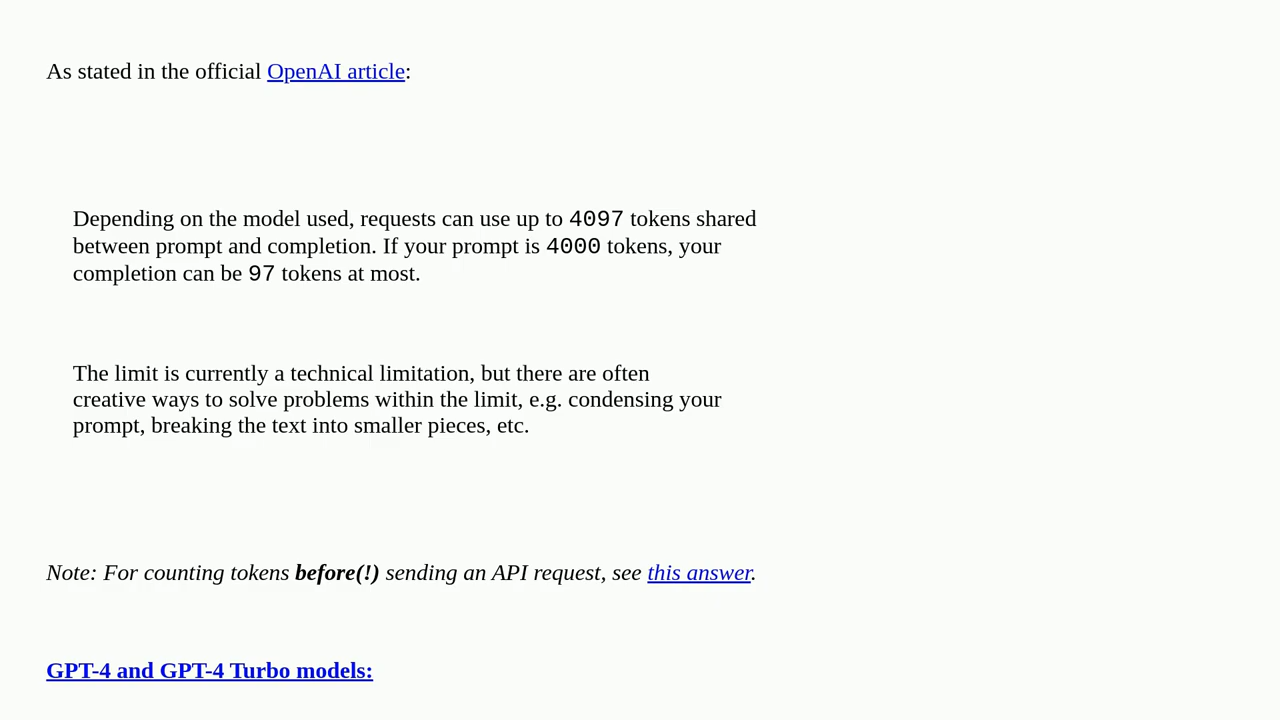 As stated in the official OpenAI article:
Depending on the model used, requests can use up to 4097 tokens shared
between prompt and completion. If your prompt is 4000 tokens, your
completion can be 97 tokens at most.
The limit is currently a technical limitation, but there are often
creative ways to solve problems within the limit, e.g. condensing your
prompt, breaking the text into smaller pieces, etc.
Note: For counting tokens before(!) sending an API request, see this answer.
GPT-4 and GPT-4 Turbo models: